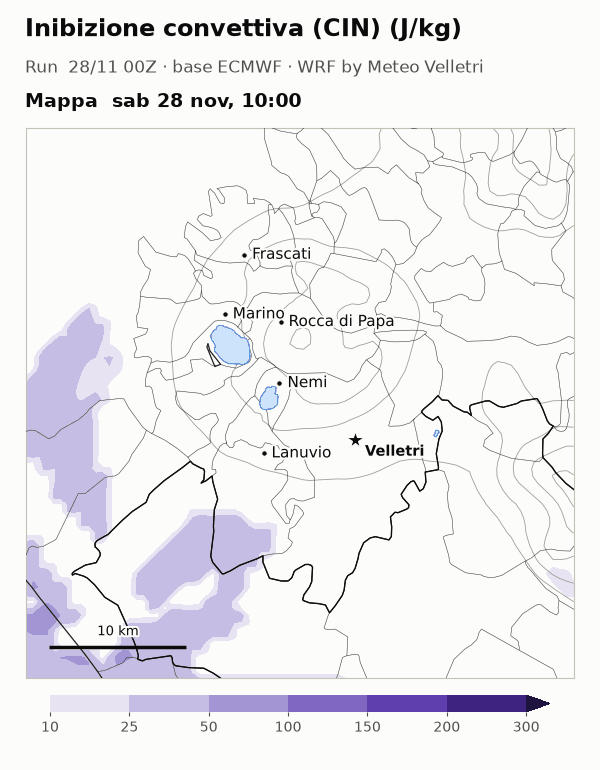 Inibizione convettiva (CIN) (J/kg)
Run  28/11 00Z · base ECMWF · WRF by Meteo Velletri
Mappa  sab 28 nov, 10:00
Frascati
Marino
Rocca di Papa
Nemi
Velletri
Lanuvio
10 km
10 25 50 100 150 200 300